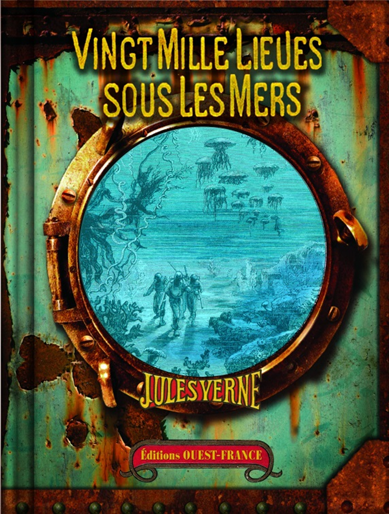 VINGT MILLE LIEUES
SOUS LES MERS
JULES VERNE
Éditions OUEST-FRANCE